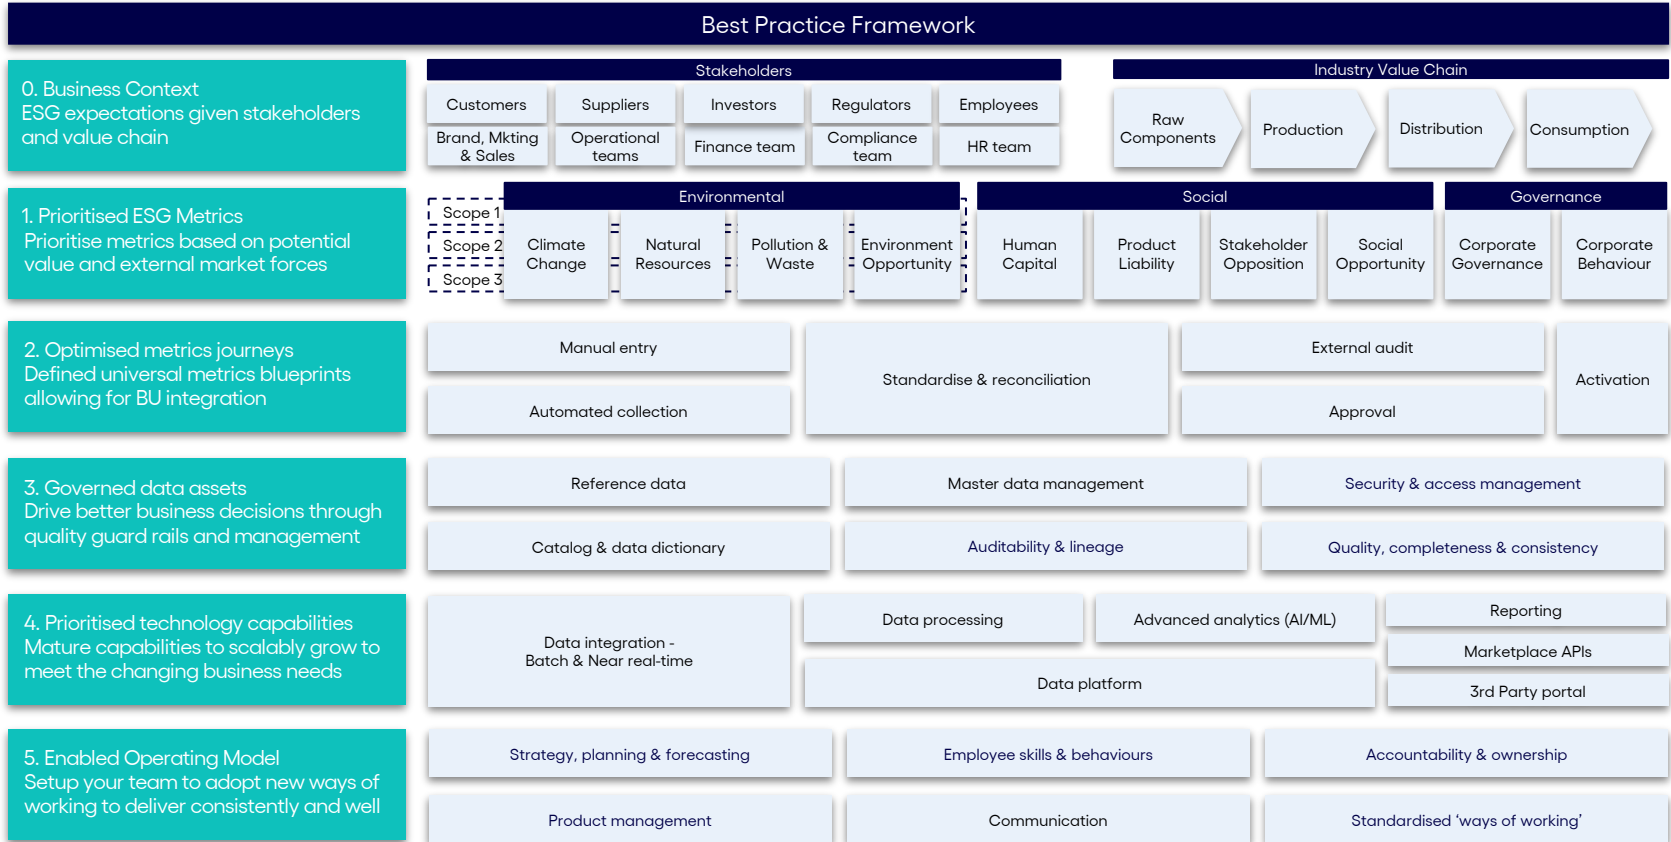 Best Practice Framework
0. Business Context
ESG expectations given stakeholders
and value chain
Stakeholders
Customers
Suppliers
Investors
Regulators
Employees
Brand, Mkting
& Sales
Operational
teams
Finance team
Compliance
team
HR team
Industry Value Chain
Raw
Components
Production
Distribution
Consumption
1. Prioritised ESG Metrics
Prioritise metrics based on potential
value and external market forces
Scope 1
Scope 2
Scope 3
Environmental
Climate
Change
Natural
Resources
Pollution &
Waste
Environment
Opportunity
Social
Human
Capital
Product
Liability
Stakeholder
Opposition
Social
Opportunity
Governance
Corporate
Governance
Corporate
Behaviour
2. Optimised metrics journeys
Defined universal metrics blueprints
allowing for BU integration
Manual entry
Automated collection
Standardise & reconciliation
External audit
Approval
Activation
3. Governed data assets
Drive better business decisions through
quality guard rails and management
Reference data
Master data management
Security & access management
Catalog & data dictionary
Auditability & lineage
Quality, completeness & consistency
4. Prioritised technology capabilities
Mature capabilities to scalably grow to
meet the changing business needs
Data integration -
Batch & Near real-time
Data processing
Advanced analytics (AI/ML)
Data platform
Reporting
Marketplace APIs
3rd Party portal
5. Enabled Operating Model
Setup your team to adopt new ways of
working to deliver consistently and well
Strategy, planning & forecasting
Employee skills & behaviours
Accountability & ownership
Product management
Communication
Standardised ‘ways of working’